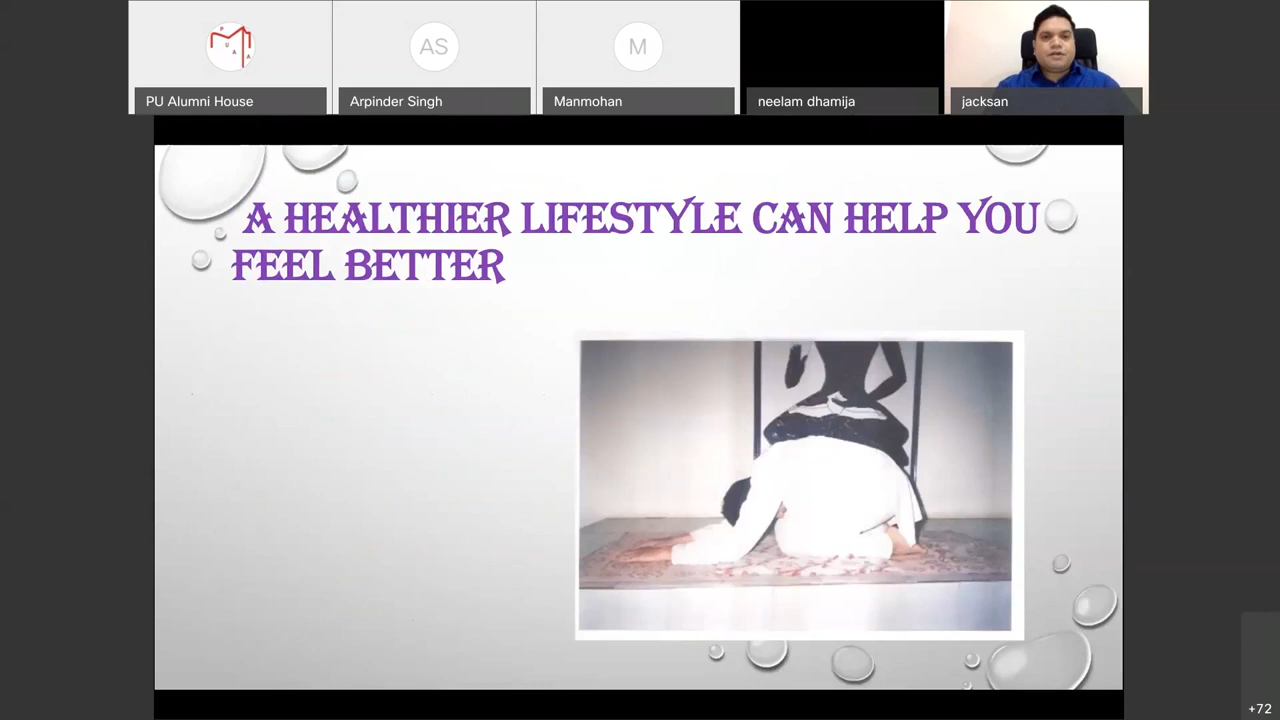 P
U
A
A
AS
M
PU Alumni House
Arpinder Singh
Manmohan
neelam dhamija
jacksan
A HEALTHIER LIFESTYLE CAN HELP YOU
FEEL BETTER
+72